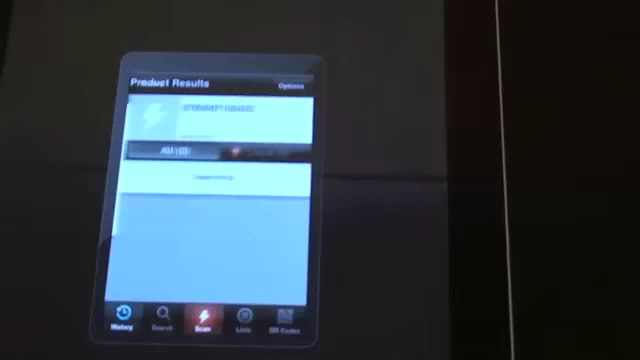 Product Results
Options
ALL (0)
History
Search
Scan
Lists
QR Codes